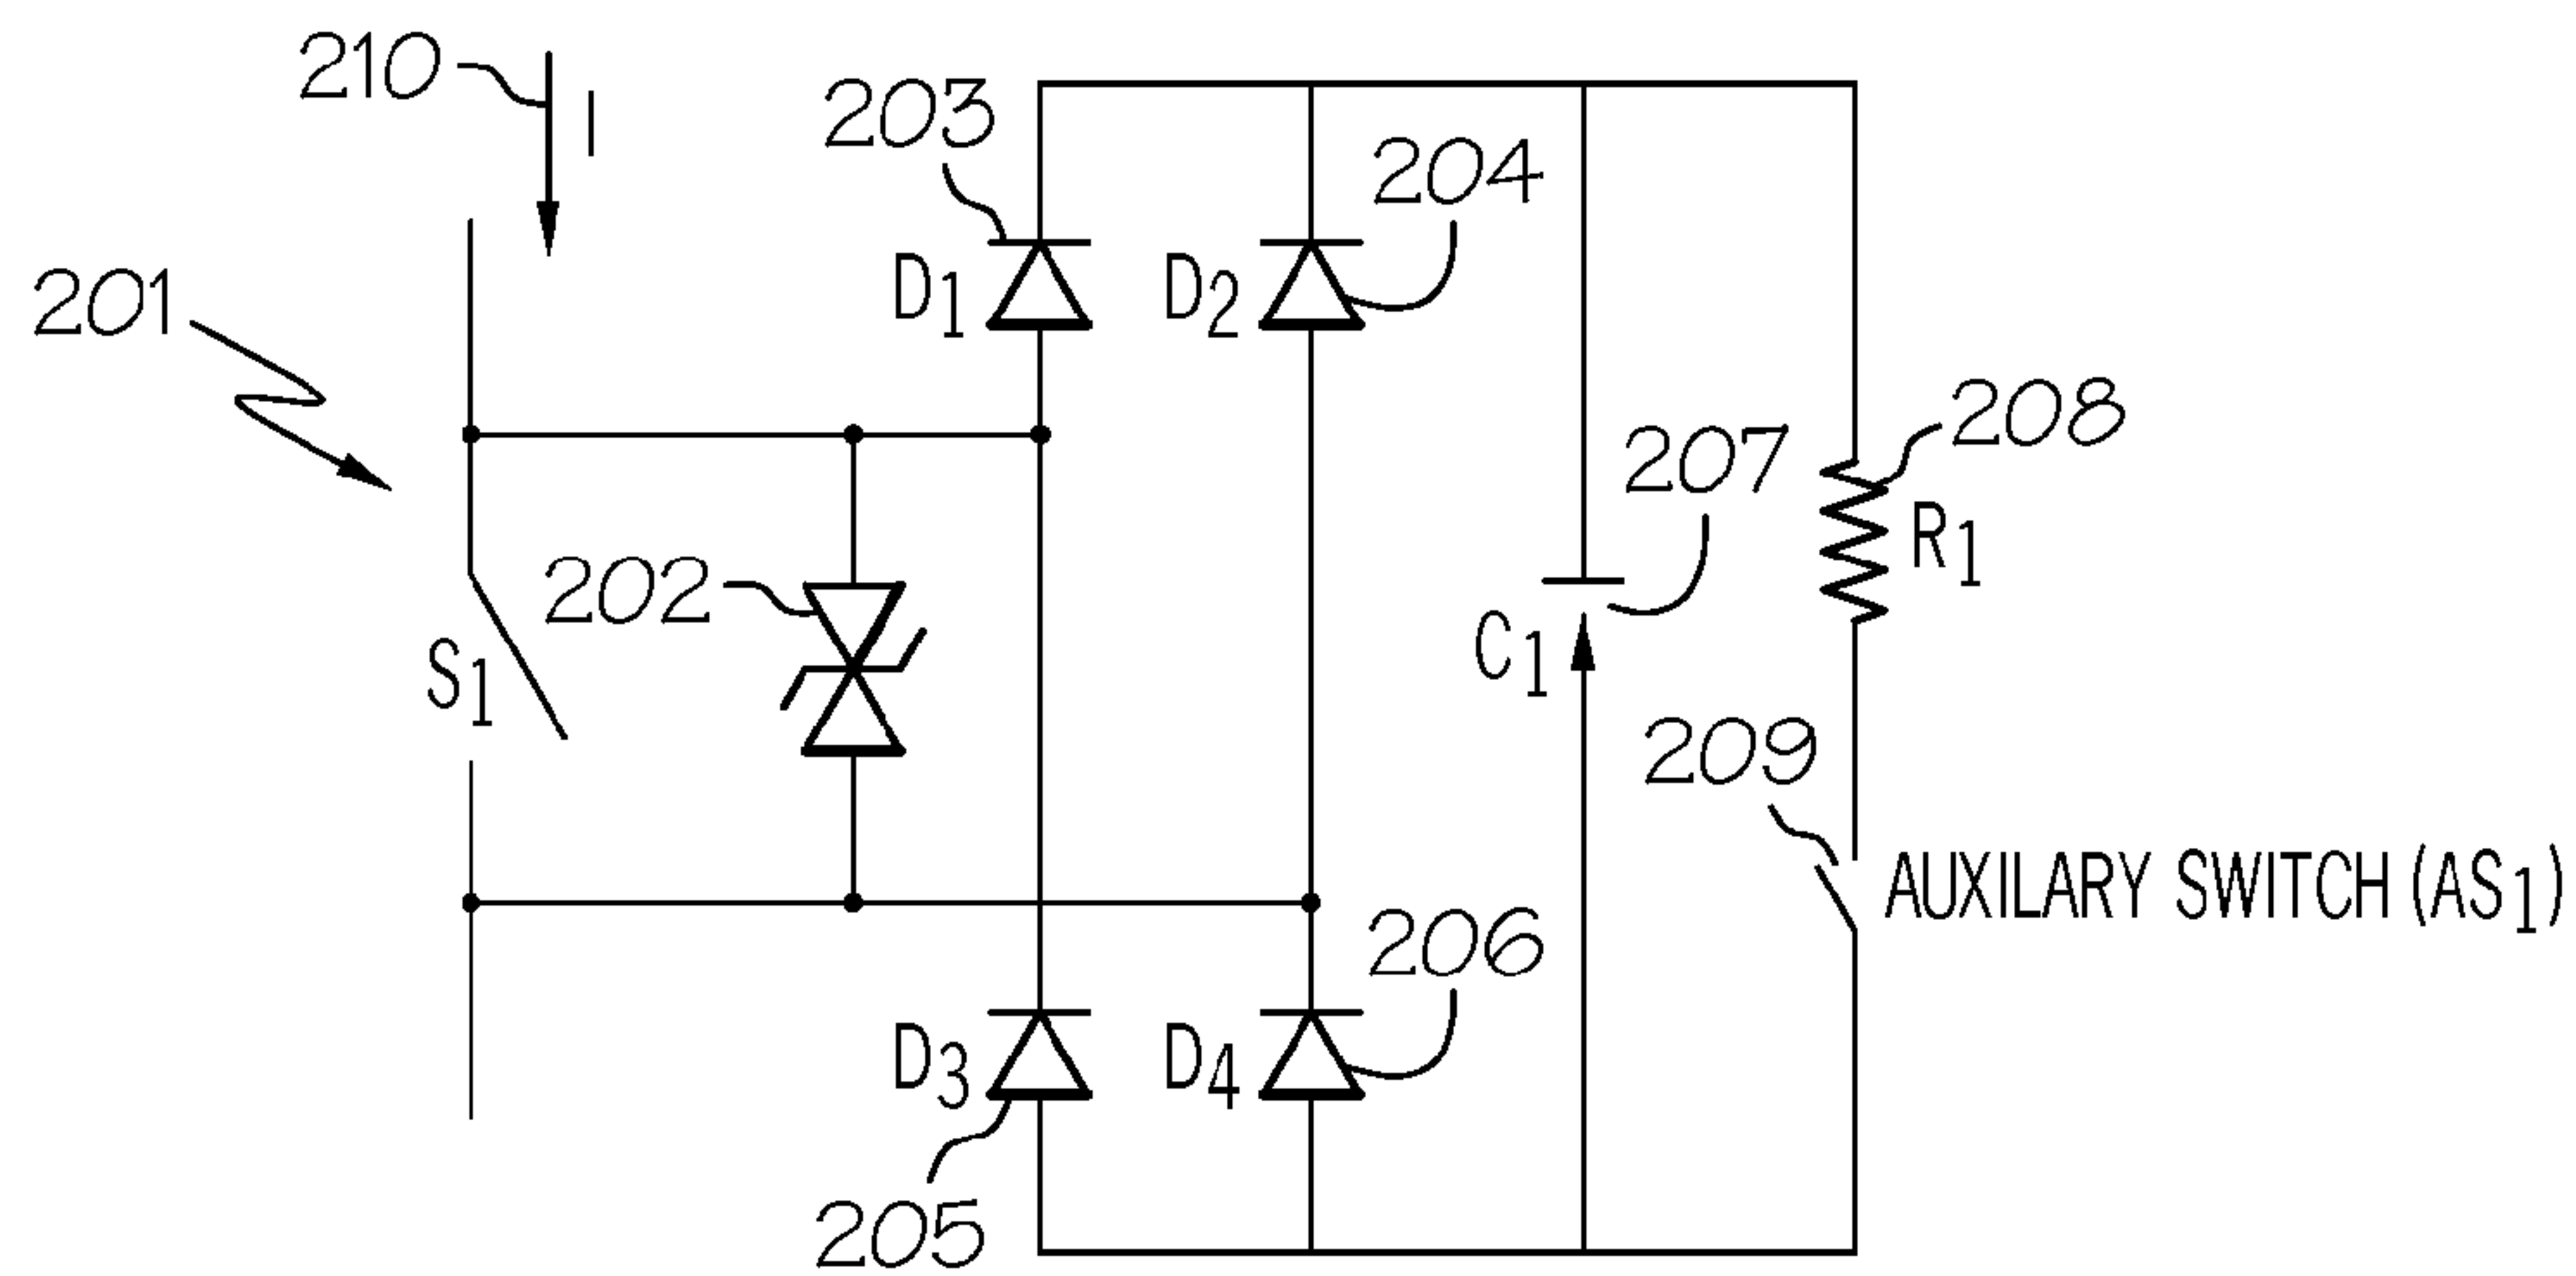 210
I
203
204
D1
D2
201
208
207
R1
202
S1
C1
209
AUXILARY SWITCH (AS1)
206
D3
D4
205